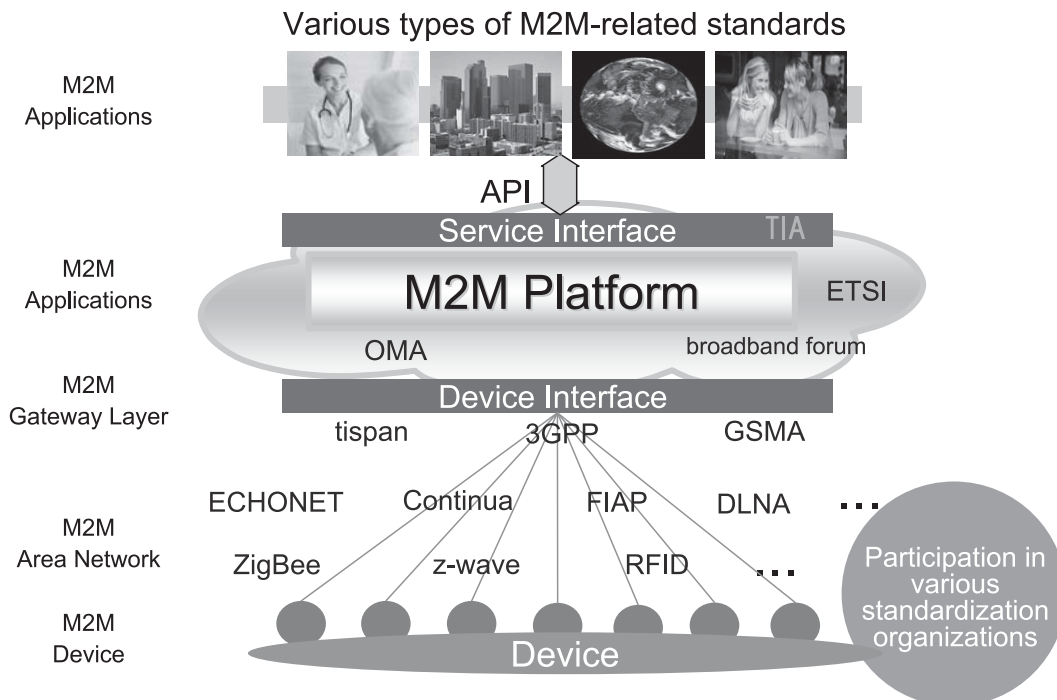 Various types of M2M-related standards
M2M
Applications
API
Service Interface
TIA
M2M
Applications
M2M Platform
ETSI
OMA
broadband forum
M2M
Gateway Layer
Device Interface
tispan
3GPP
GSMA
ECHONET
Continua
FIAP
DLNA
...
M2M
Area Network
ZigBee
z-wave
RFID
...
Participation in
various
standardization
organizations
M2M
Device
Device